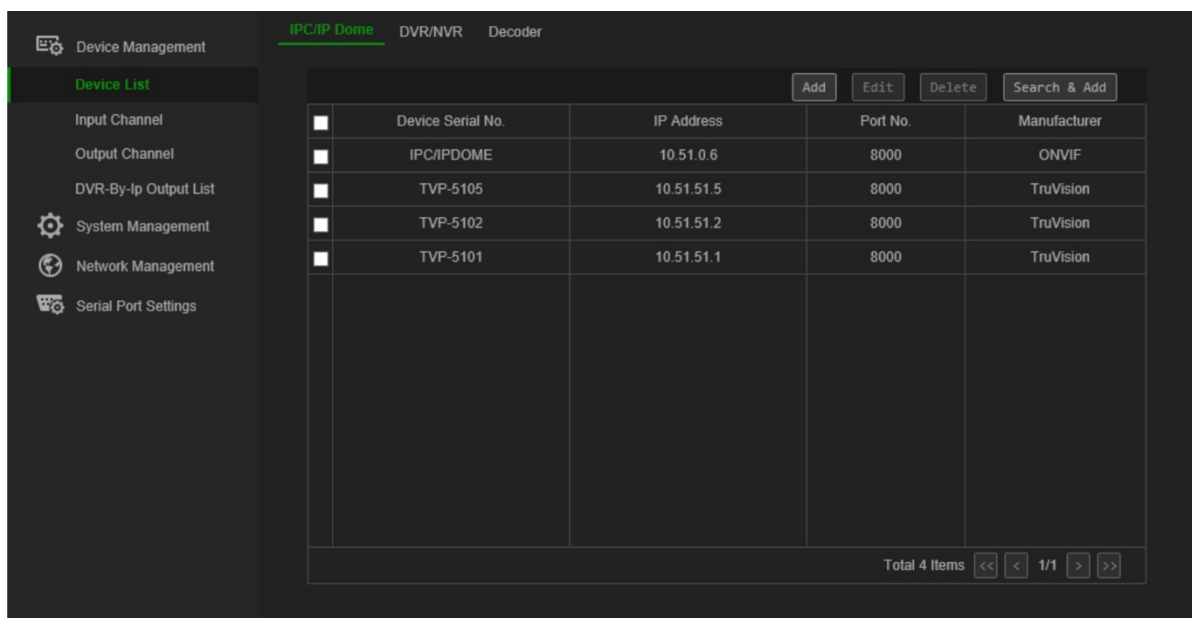 IPC/IP Dome DVR/NVR Decoder
Device Management
Device List
Input Channel
Output Channel
DVR-By-Ip Output List
System Management
Network Management
Serial Port Settings
Add Edit Delete Search & Add
Device Serial No. IP Address Port No. Manufacturer
IPC/IPDOME 10.51.0.6 8000 ONVIF
TVP-5105 10.51.51.5 8000 TruVision
TVP-5102 10.51.51.2 8000 TruVision
TVP-5101 10.51.51.1 8000 TruVision
Total 4 Items << < 1/1 > >>